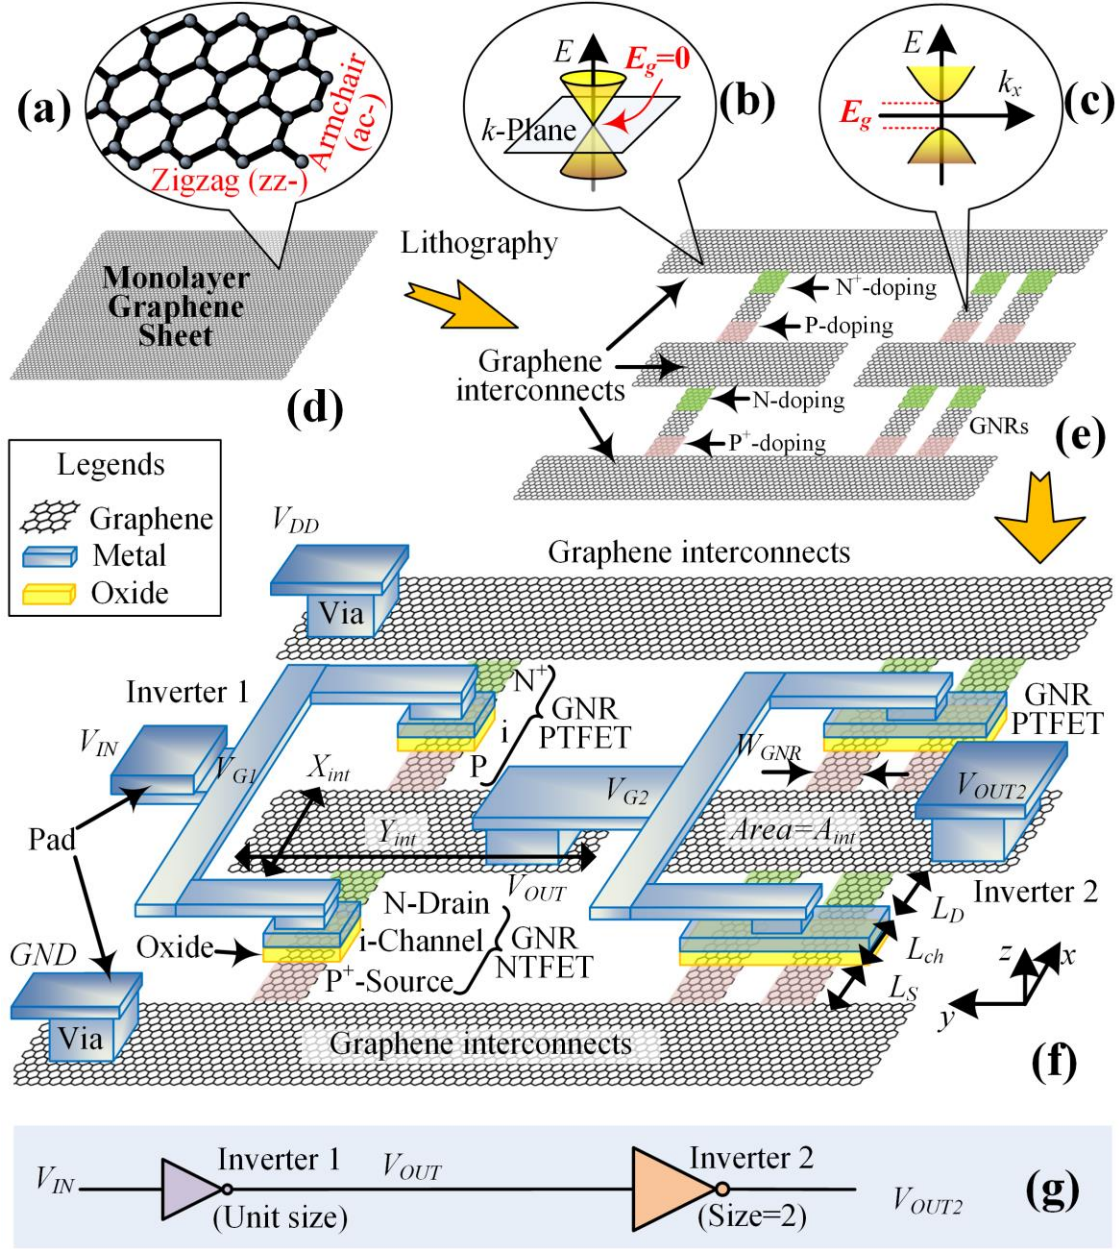 (a)
Armchair
(ac-)
Zigzag (zz-)
E
E_g=0
k-Plane
(b)
E
k_x
E_g
(c)
Monolayer
Graphene
Sheet
(d)
Lithography
N⁺-doping
P-doping
Graphene
interconnects
N-doping
P⁺-doping
GNRs
(e)
Legends
Graphene
Metal
Oxide
V_DD
Via
Graphene interconnects
Inverter 1
V_IN
V_G1
N⁺
i
P
GNR
PTFET
X_int
Y_int
V_G2
V_OUT
W_GNR
GNR
PTFET
V_OUT2
Area=A_int
Inverter 2
Pad
GND
Via
Oxide
N-Drain
i-Channel
P⁺-Source
GNR
NTFET
L_D
L_ch
L_S
z
x
y
Graphene interconnects
(f)
V_IN
Inverter 1
(Unit size)
V_OUT
Inverter 2
(Size=2)
V_OUT2
(g)